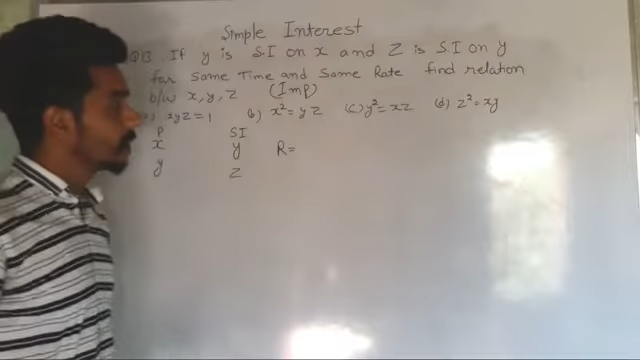 Simple Interest
Q13. If y is S.I on x and Z is S.I on y
for Same Time and Same Rate find relation
b/w x, y, Z (Imp)
) xyZ=1 b) x²=yZ (c) y²=xZ (d) Z²=xy
P SI
x y R=
y Z